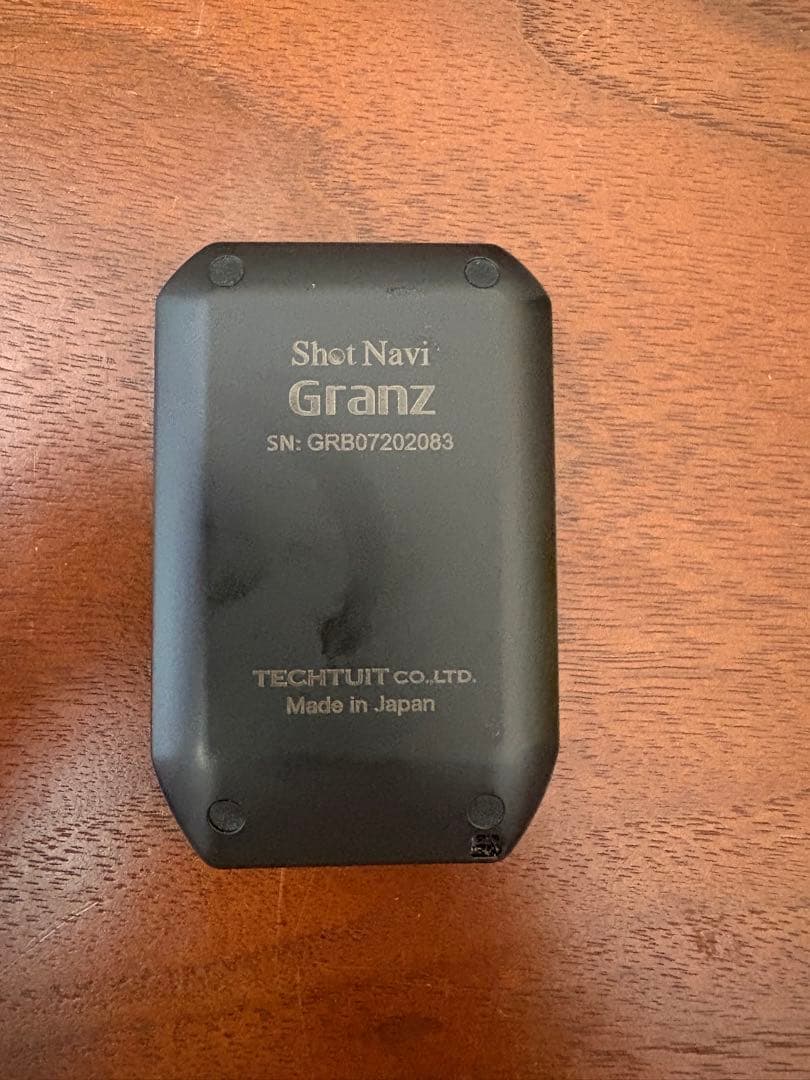 Shot Navi
Granz
SN: GRB07202083
TECHTUIT CO.,LTD.
Made in Japan